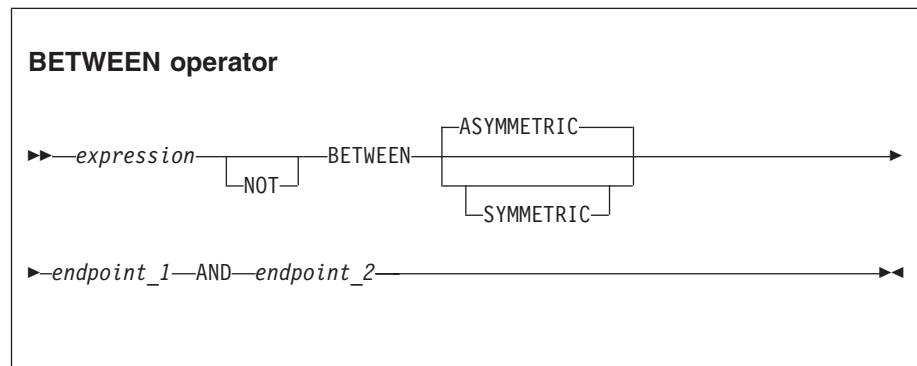 BETWEEN operator
ASYMMETRIC
expression BETWEEN
NOT
SYMMETRIC
endpoint_1 AND endpoint_2